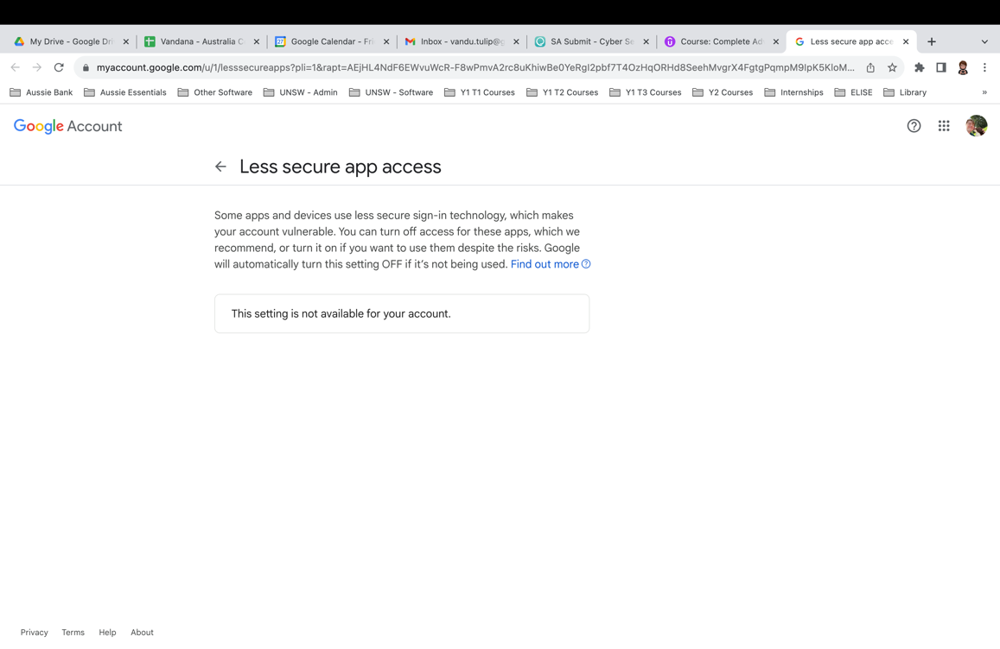 My Drive - Google Dri
Vandana - Australia C
Google Calendar - Fri
Inbox - vandu.tulip@g
SA Submit - Cyber Se
Course: Complete Ad
Less secure app acce
myaccount.google.com/u/1/lesssecureapps?pli=1&rapt=AEjHL4NdF6EWvuWcR-F8wPmvA2rc8uKhiwBe0YeRgI2pbf7T4OzHqORHd8SeehMvgrX4FgtgPqmpM9lpK5KloM...
Aussie Bank
Aussie Essentials
Other Software
UNSW - Admin
UNSW - Software
Y1 T1 Courses
Y1 T2 Courses
Y1 T3 Courses
Y2 Courses
Internships
ELISE
Library
»
Google Account
Less secure app access
Some apps and devices use less secure sign-in technology, which makes
your account vulnerable. You can turn off access for these apps, which we
recommend, or turn it on if you want to use them despite the risks. Google
will automatically turn this setting OFF if it's not being used. Find out more
This setting is not available for your account.
Privacy Terms Help About